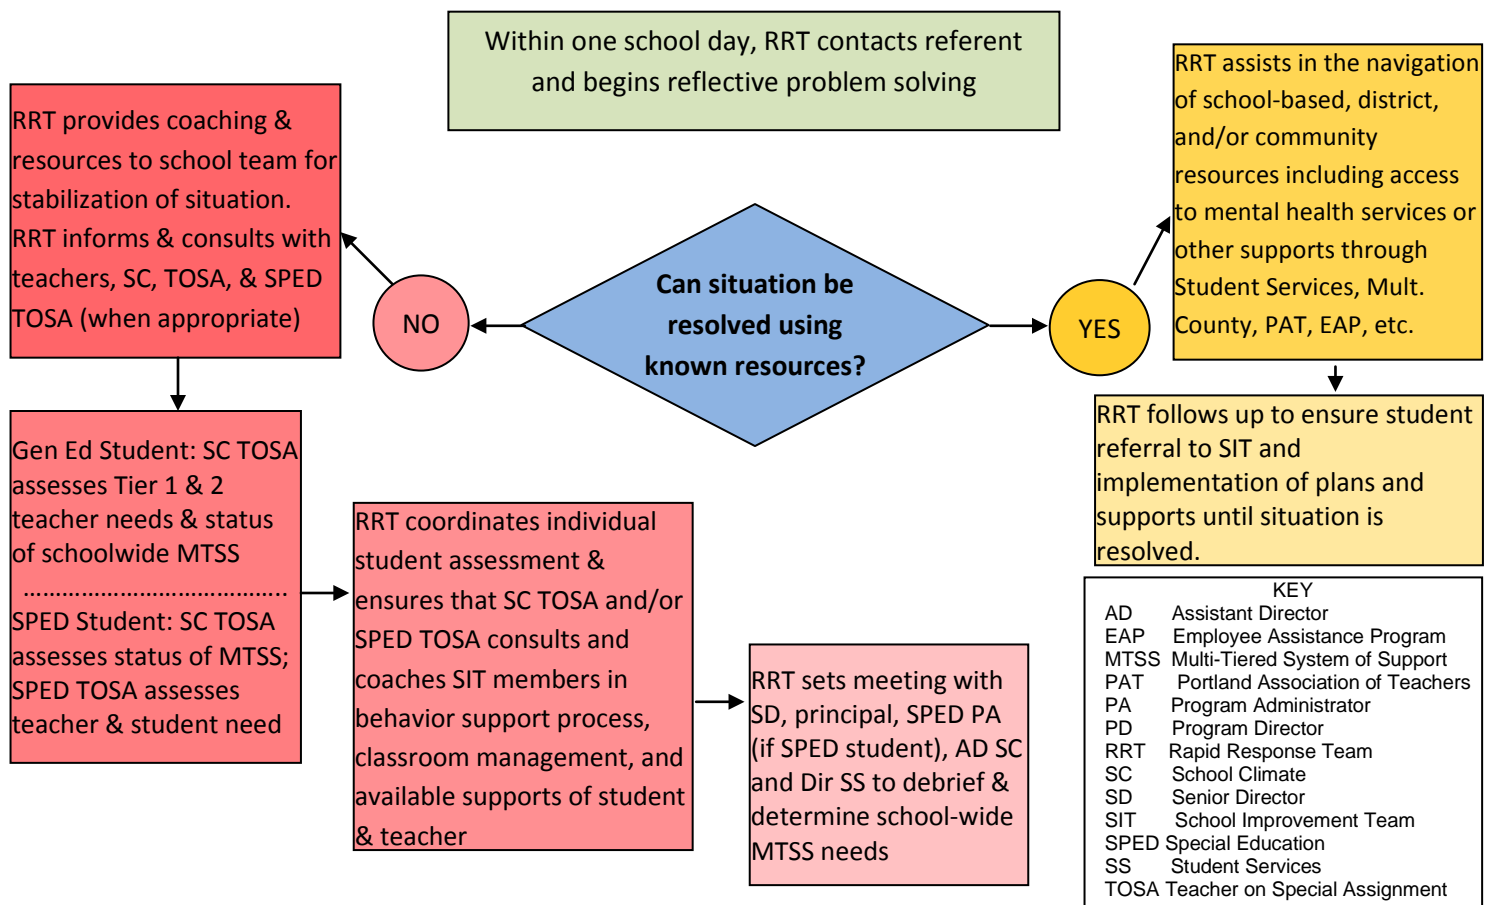 Within one school day, RRT contacts referent
and begins reflective problem solving
RRT provides coaching &
resources to school team for
stabilization of situation.
RRT informs & consults with
teachers, SC, TOSA, & SPED
TOSA (when appropriate)
NO
Can situation be
resolved using
known resources?
YES
RRT assists in the navigation
of school-based, district,
and/or community
resources including access
to mental health services or
other supports through
Student Services, Mult.
County, PAT, EAP, etc.
RRT follows up to ensure student
referral to SIT and
implementation of plans and
supports until situation is
resolved.
Gen Ed Student: SC TOSA
assesses Tier 1 & 2
teacher needs & status
of schoolwide MTSS
……………………………………..
SPED Student: SC TOSA
assesses status of MTSS;
SPED TOSA assesses
teacher & student need
RRT coordinates individual
student assessment &
ensures that SC TOSA and/or
SPED TOSA consults and
coaches SIT members in
behavior support process,
classroom management, and
available supports of student
& teacher
RRT sets meeting with
SD, principal, SPED PA
(if SPED student), AD SC
and Dir SS to debrief &
determine school-wide
MTSS needs
KEY
AD Assistant Director
EAP Employee Assistance Program
MTSS Multi-Tiered System of Support
PAT Portland Association of Teachers
PA Program Administrator
PD Program Director
RRT Rapid Response Team
SC School Climate
SD Senior Director
SIT School Improvement Team
SPED Special Education
SS Student Services
TOSA Teacher on Special Assignment